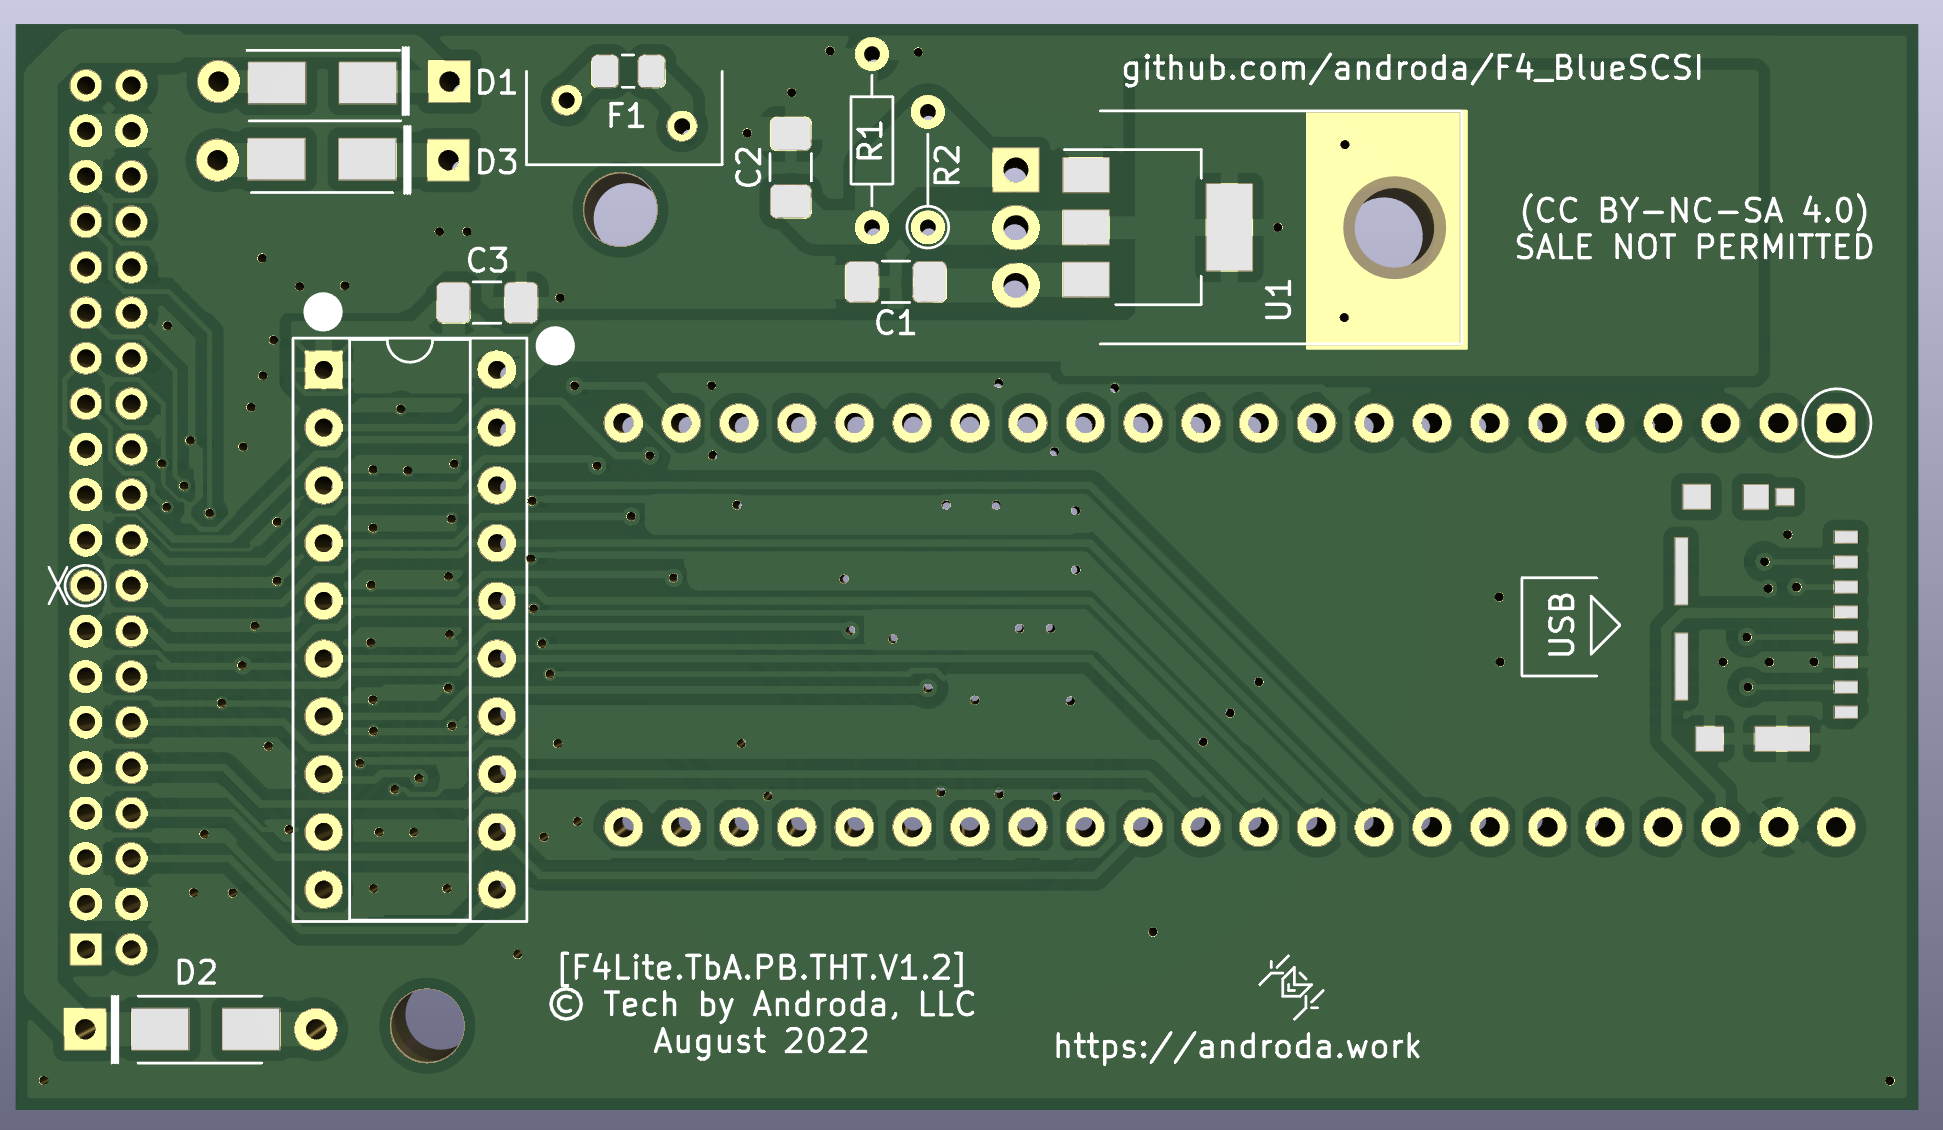 github.com/androda/F4_BlueSCSI
D1
F1
R1
D3
C2
R2
(CC BY-NC-SA 4.0)
SALE NOT PERMITTED
C3
U1
C1
X
USB
D2
[F4Lite.TbA.PB.THT.V1.2]
© Tech by Androda, LLC
August 2022
https://androda.work